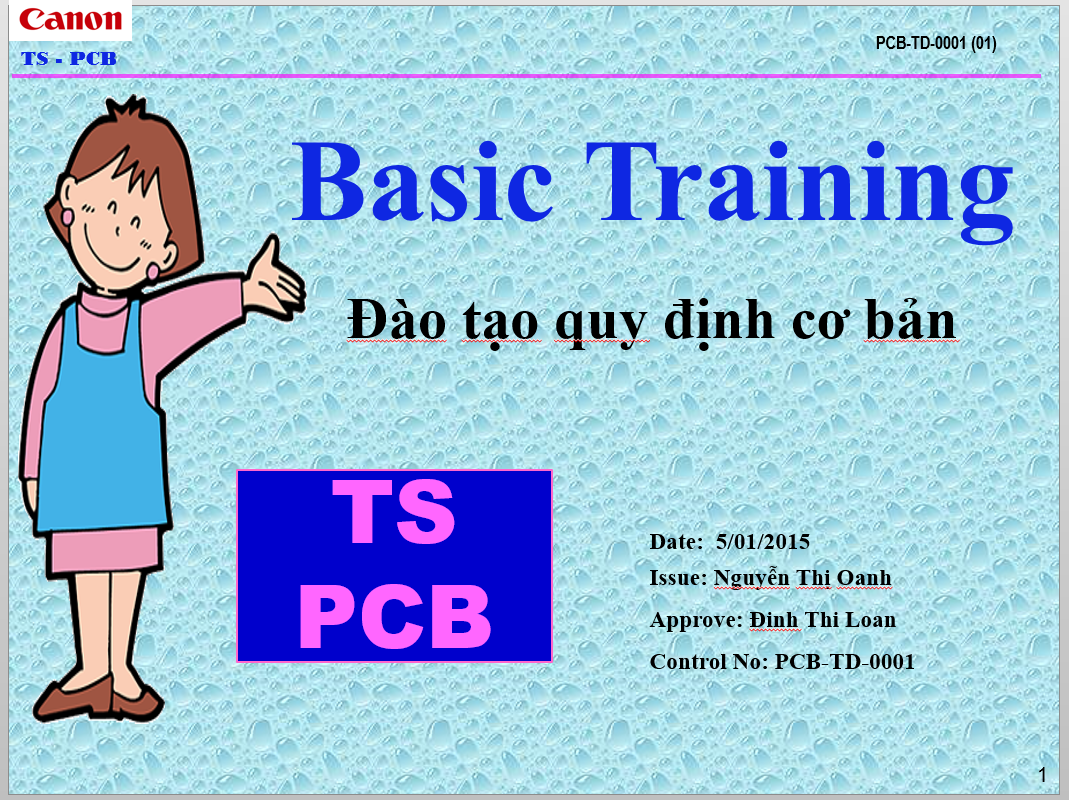 Canon
TS - PCB
PCB-TD-0001 (01)
Basic Training
Đào tạo quy định cơ bản
TS
PCB
Date: 5/01/2015
Issue: Nguyễn Thị Oanh
Approve: Đinh Thi Loan
Control No: PCB-TD-0001
1